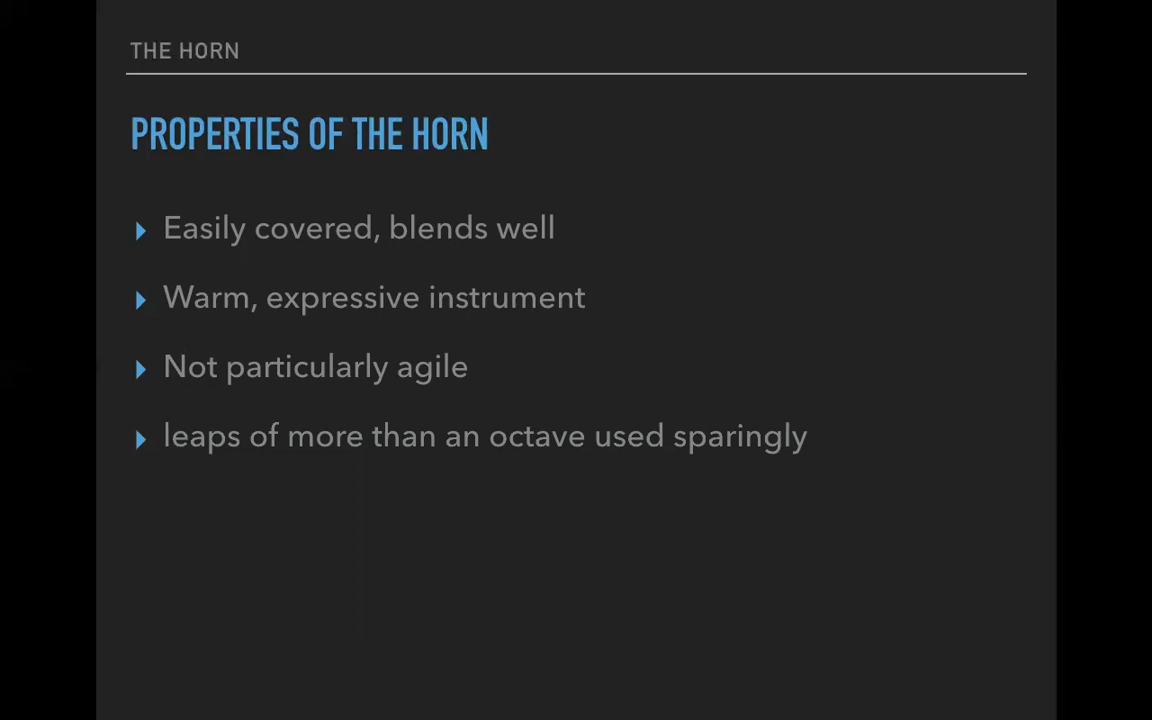 THE HORN
PROPERTIES OF THE HORN
Easily covered, blends well
Warm, expressive instrument
Not particularly agile
leaps of more than an octave used sparingly